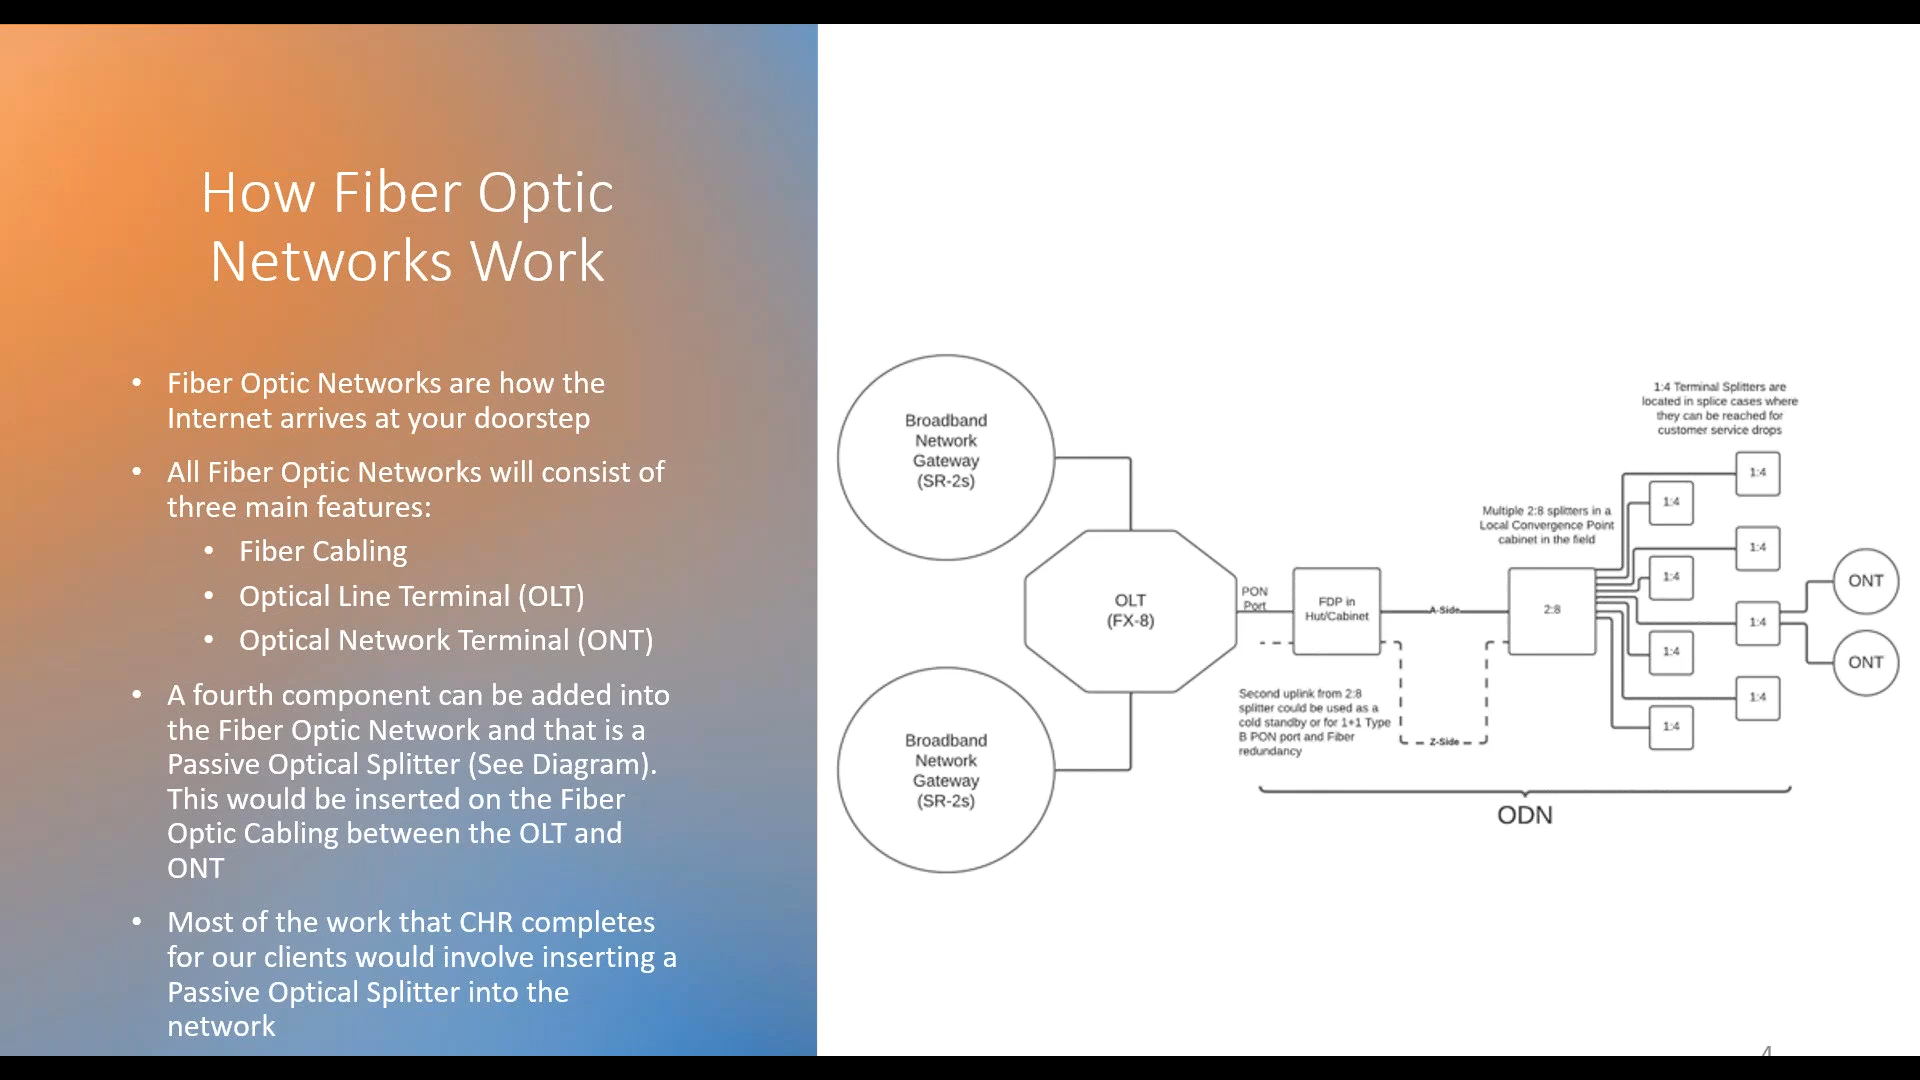 How Fiber Optic
Networks Work
• Fiber Optic Networks are how the
Internet arrives at your doorstep
• All Fiber Optic Networks will consist of
three main features:
• Fiber Cabling
• Optical Line Terminal (OLT)
• Optical Network Terminal (ONT)
• A fourth component can be added into
the Fiber Optic Network and that is a
Passive Optical Splitter (See Diagram).
This would be inserted on the Fiber
Optic Cabling between the OLT and
ONT
• Most of the work that CHR completes
for our clients would involve inserting a
Passive Optical Splitter into the
network
Broadband
Network
Gateway
(SR-2s)
OLT
(FX-8)
Broadband
Network
Gateway
(SR-2s)
PON
Port
FDP in
Hut/Cabinet
A-Side
Second uplink from 2:8
splitter could be used as a
cold standby or for 1+1 Type
B PON port and Fiber
redundancy
Z-Side
Multiple 2:8 splitters in a
Local Convergence Point
cabinet in the field
2:8
1:4 Terminal Splitters are
located in splice cases where
they can be reached for
customer service drops
1:4
1:4
1:4
1:4
1:4
1:4
1:4
1:4
ONT
ONT
ODN
4